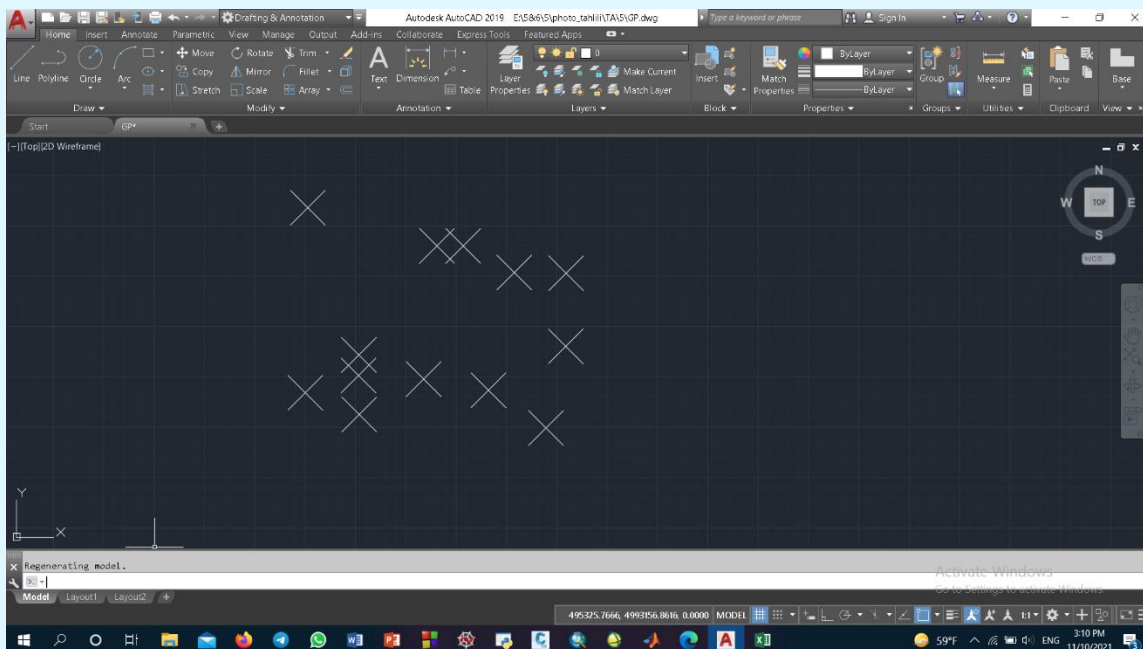 Drafting & Annotation
Autodesk AutoCAD 2019 E:\5&6\5\photo_tahlili\TA\5\GP.dwg
Type a keyword or phrase
Sign In
Home Insert Annotate Parametric View Manage Output Add-ins Collaborate Express Tools Featured Apps
Move Rotate Trim
0
ByLayer
Line Polyline Circle Arc Copy Mirror Fillet Text Dimension Layer Properties Make Current Insert Match Properties ByLayer Group Measure Paste Base
Stretch Scale Array Table Match Layer ByLayer
Draw Modify Annotation Layers Block Properties Groups Utilities Clipboard View
Start GP*
[−][Top][2D Wireframe]
N
W TOP E
S
WCS
Y
X
Regenerating model.
Activate Windows
Go to Settings to activate Windows.
Model Layout1 Layout2 +
495325.7666, 4993156.8616, 0.0000 MODEL 1:1
59°F ENG 3:10 PM
11/10/2021